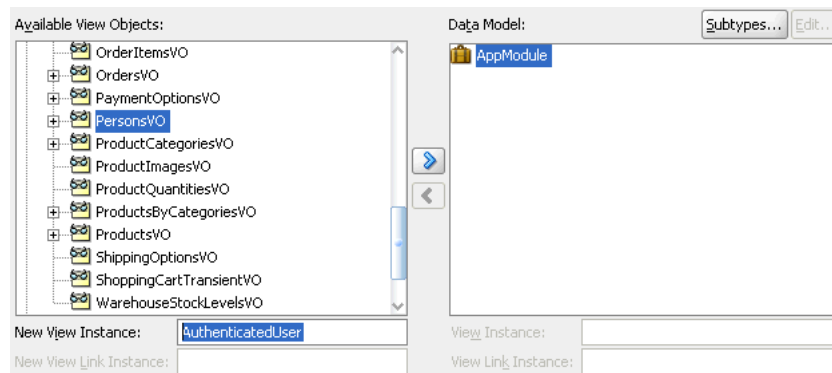 Available View Objects:
Data Model:
Subtypes...
Edit...
OrderItemsVO
OrdersVO
PaymentOptionsVO
PersonsVO
ProductCategoriesVO
ProductImagesVO
ProductQuantitiesVO
ProductsByCategoriesVO
ProductsVO
ShippingOptionsVO
ShoppingCartTransientVO
WarehouseStockLevelsVO
AppModule
New View Instance:
AuthenticatedUser
View Instance:
New View Link Instance:
View Link Instance: